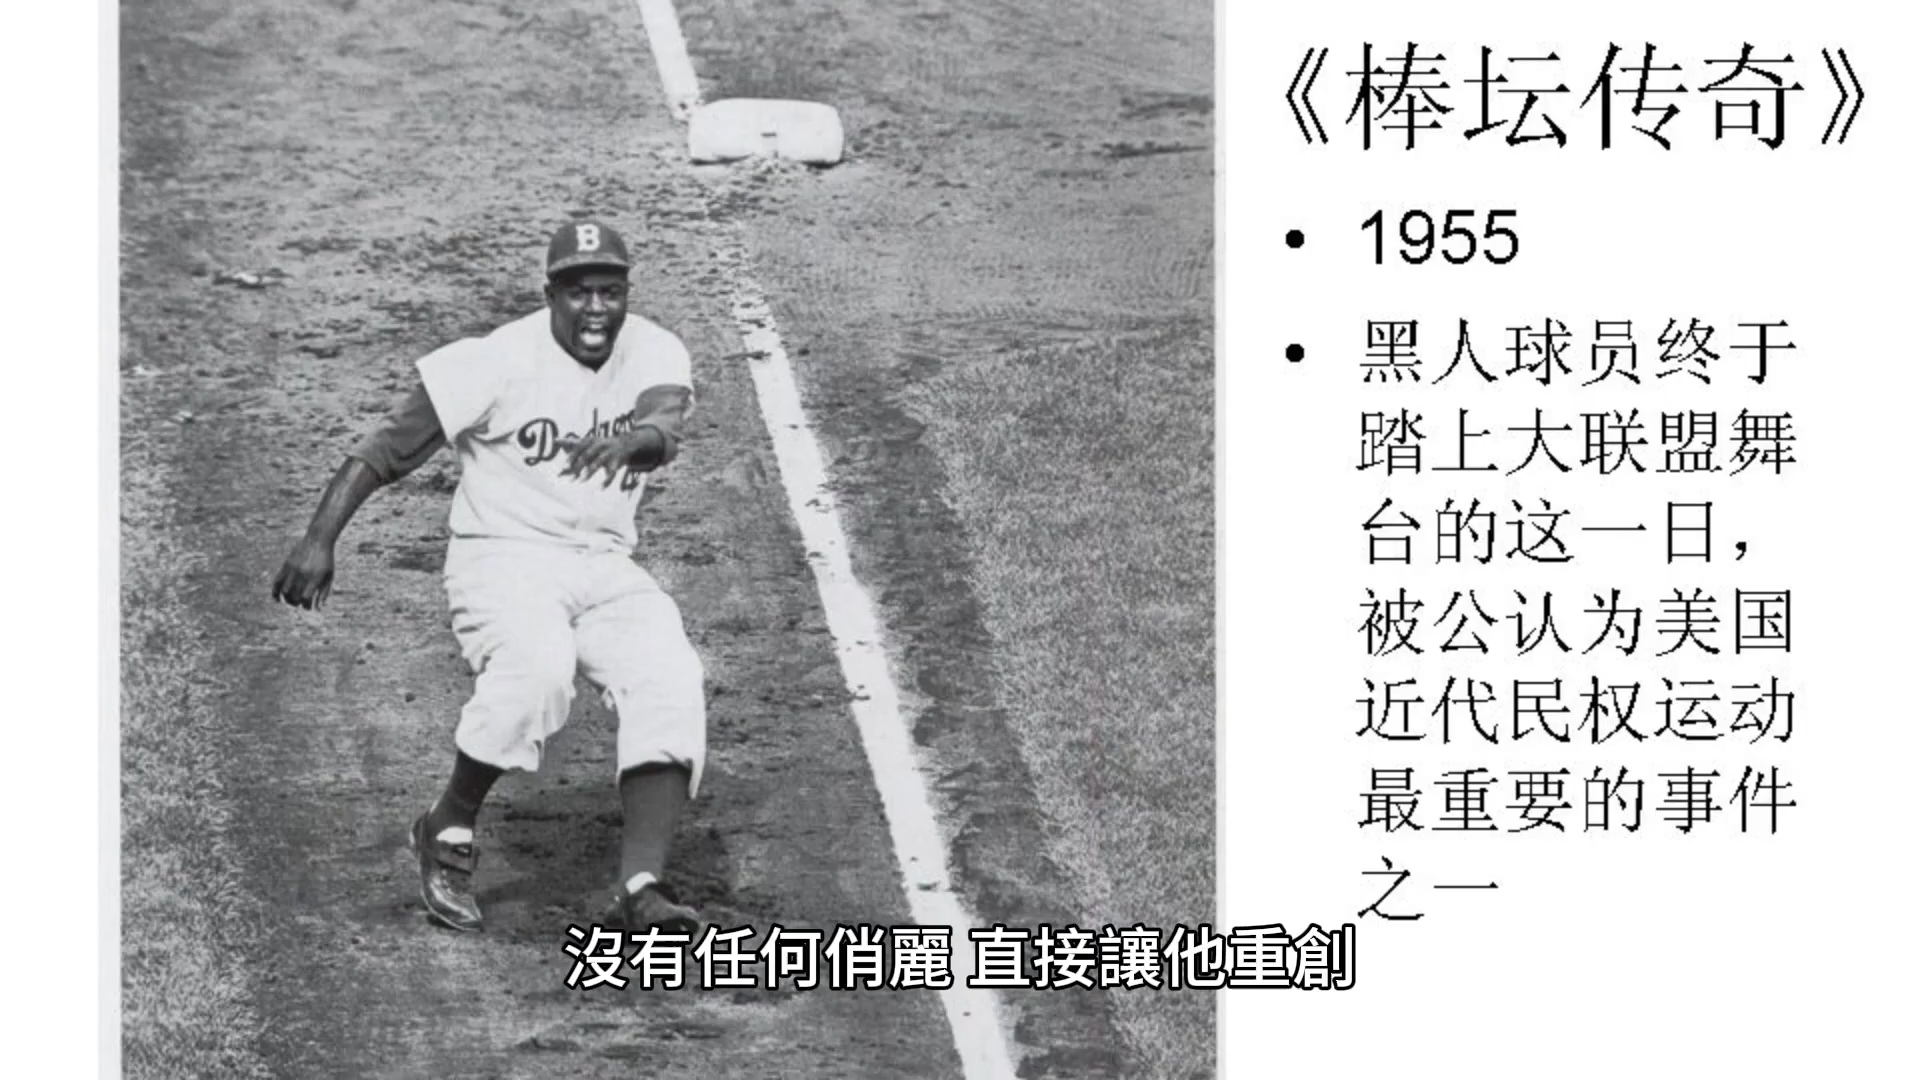 《棒坛传奇》
• 1955
• 黑人球员终于
踏上大联盟舞
台的这一日，
被公认为美国
近代民权运动
最重要的事件
之一
B
Dodgers
沒有任何俏麗 直接讓他重創